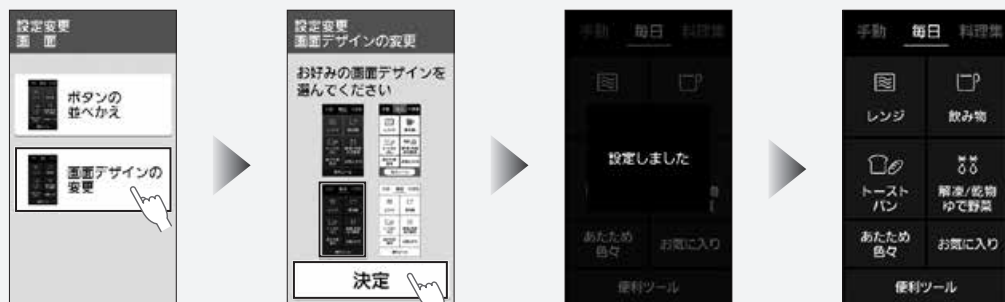 設定変更
画 面
ボタンの
並べかえ
画面デザインの
変更
設定変更
画面デザインの変更
お好みの画面デザインを
選んでください
決定
手動 毎日 料理集
設定しました
あたため
色々
お気に入り
便利ツール
手動 毎日 料理集
レンジ
飲み物
トースト
パン
解凍/乾物
ゆで野菜
あたため
色々
お気に入り
便利ツール